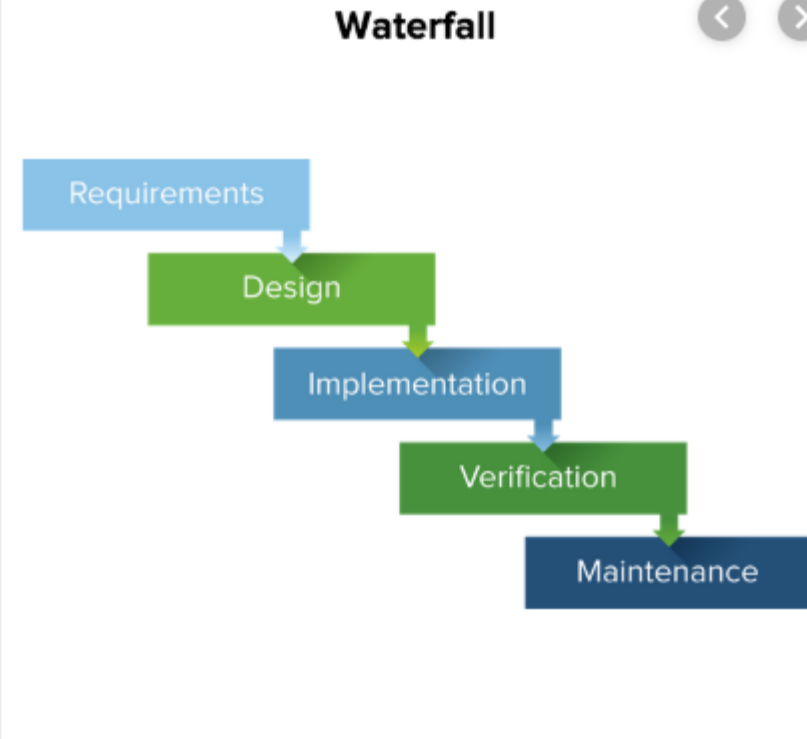 Waterfall
Requirements
Design
Implementation
Verification
Maintenance